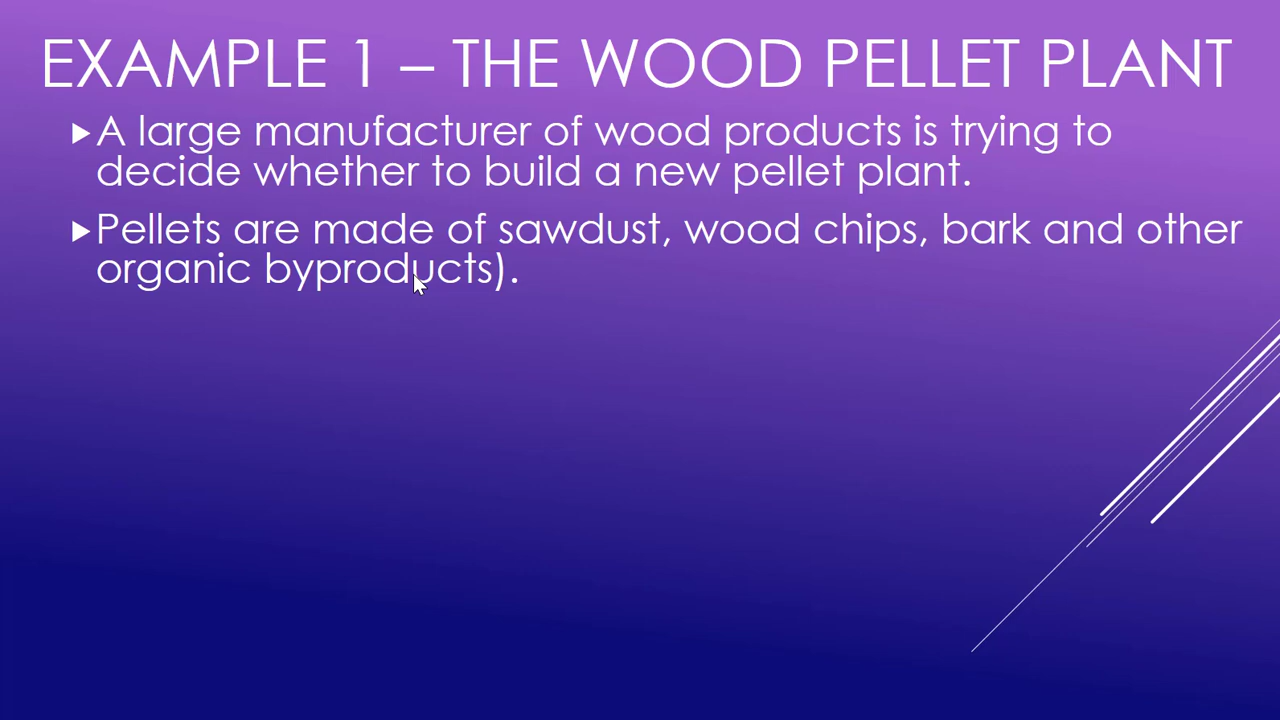 EXAMPLE 1 – THE WOOD PELLET PLANT
A large manufacturer of wood products is trying to
decide whether to build a new pellet plant.
Pellets are made of sawdust, wood chips, bark and other
organic byproducts).